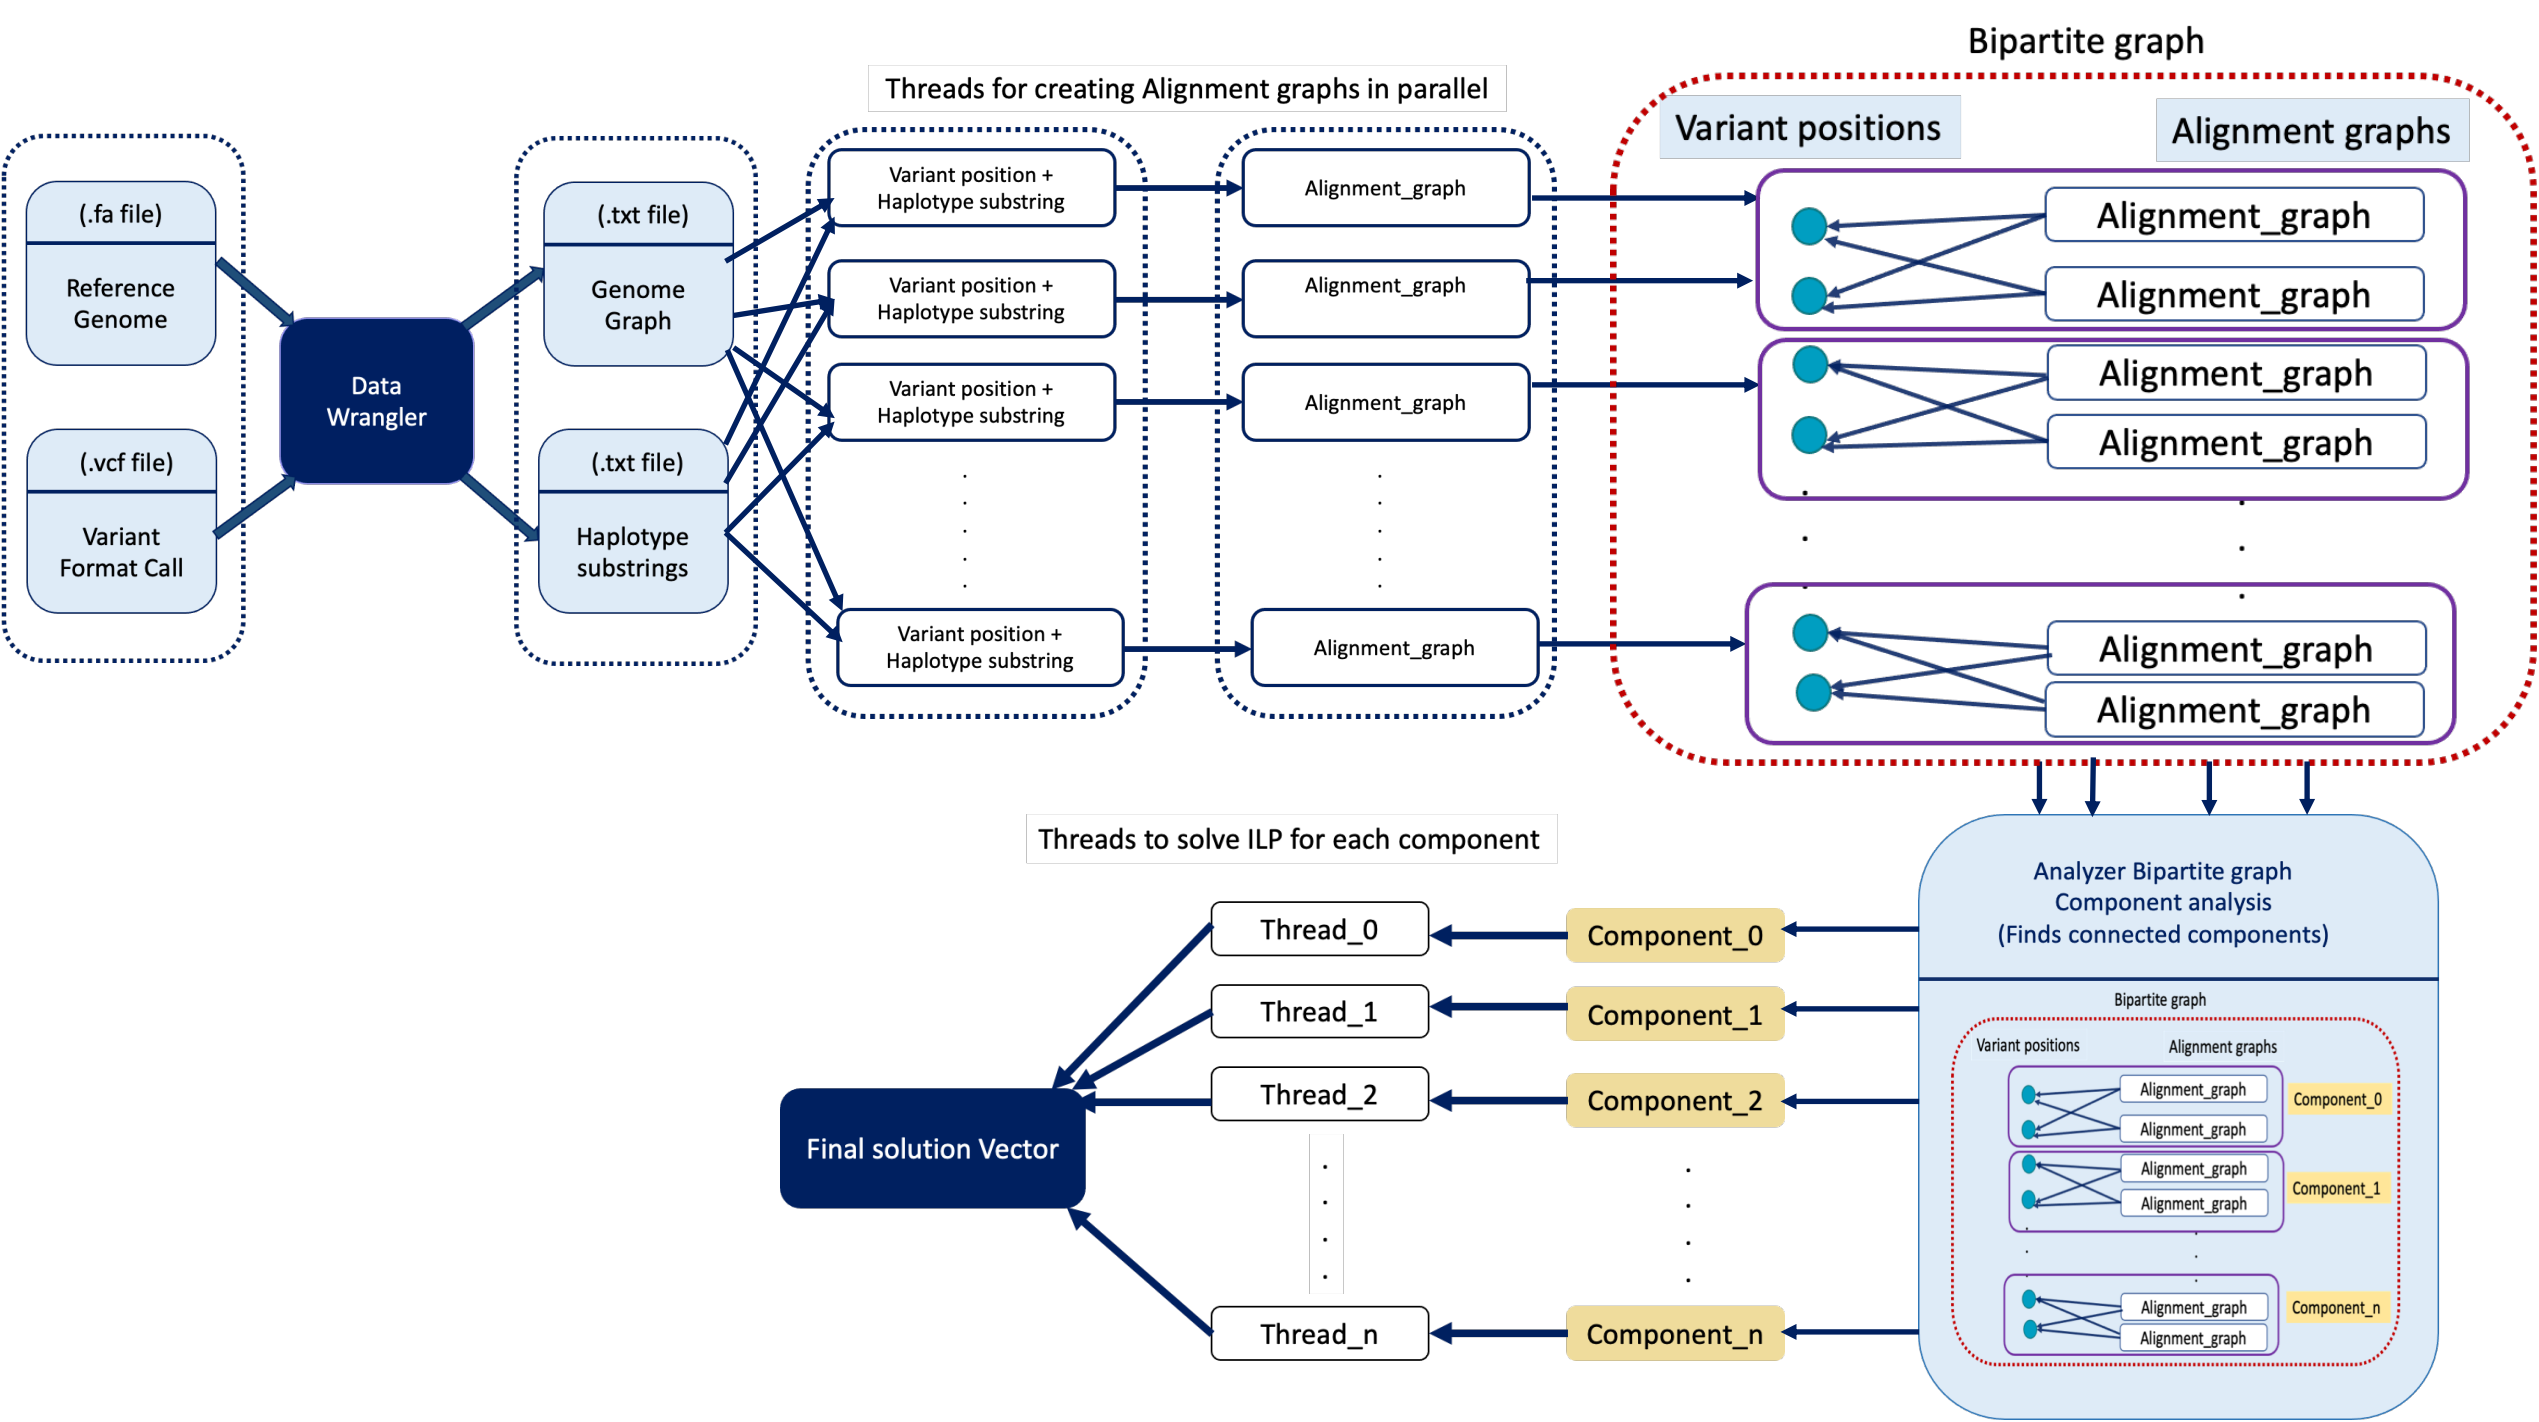 Bipartite graph
Threads for creating Alignment graphs in parallel
Variant positions
Alignment graphs
(.fa file)
Reference
Genome
(.vcf file)
Variant
Format Call
Data
Wrangler
(.txt file)
Genome
Graph
(.txt file)
Haplotype
substrings
Variant position +
Haplotype substring
Variant position +
Haplotype substring
Variant position +
Haplotype substring
Variant position +
Haplotype substring
Alignment_graph
Alignment_graph
Alignment_graph
Alignment_graph
Alignment_graph
Alignment_graph
Alignment_graph
Alignment_graph
Alignment_graph
Alignment_graph
Analyzer Bipartite graph
Component analysis
(Finds connected components)
Bipartite graph
Variant positions
Alignment graphs
Alignment_graph
Alignment_graph
Component_0
Alignment_graph
Alignment_graph
Component_1
Alignment_graph
Alignment_graph
Component_n
Threads to solve ILP for each component
Component_0
Component_1
Component_2
Component_n
Thread_0
Thread_1
Thread_2
Thread_n
Final solution Vector